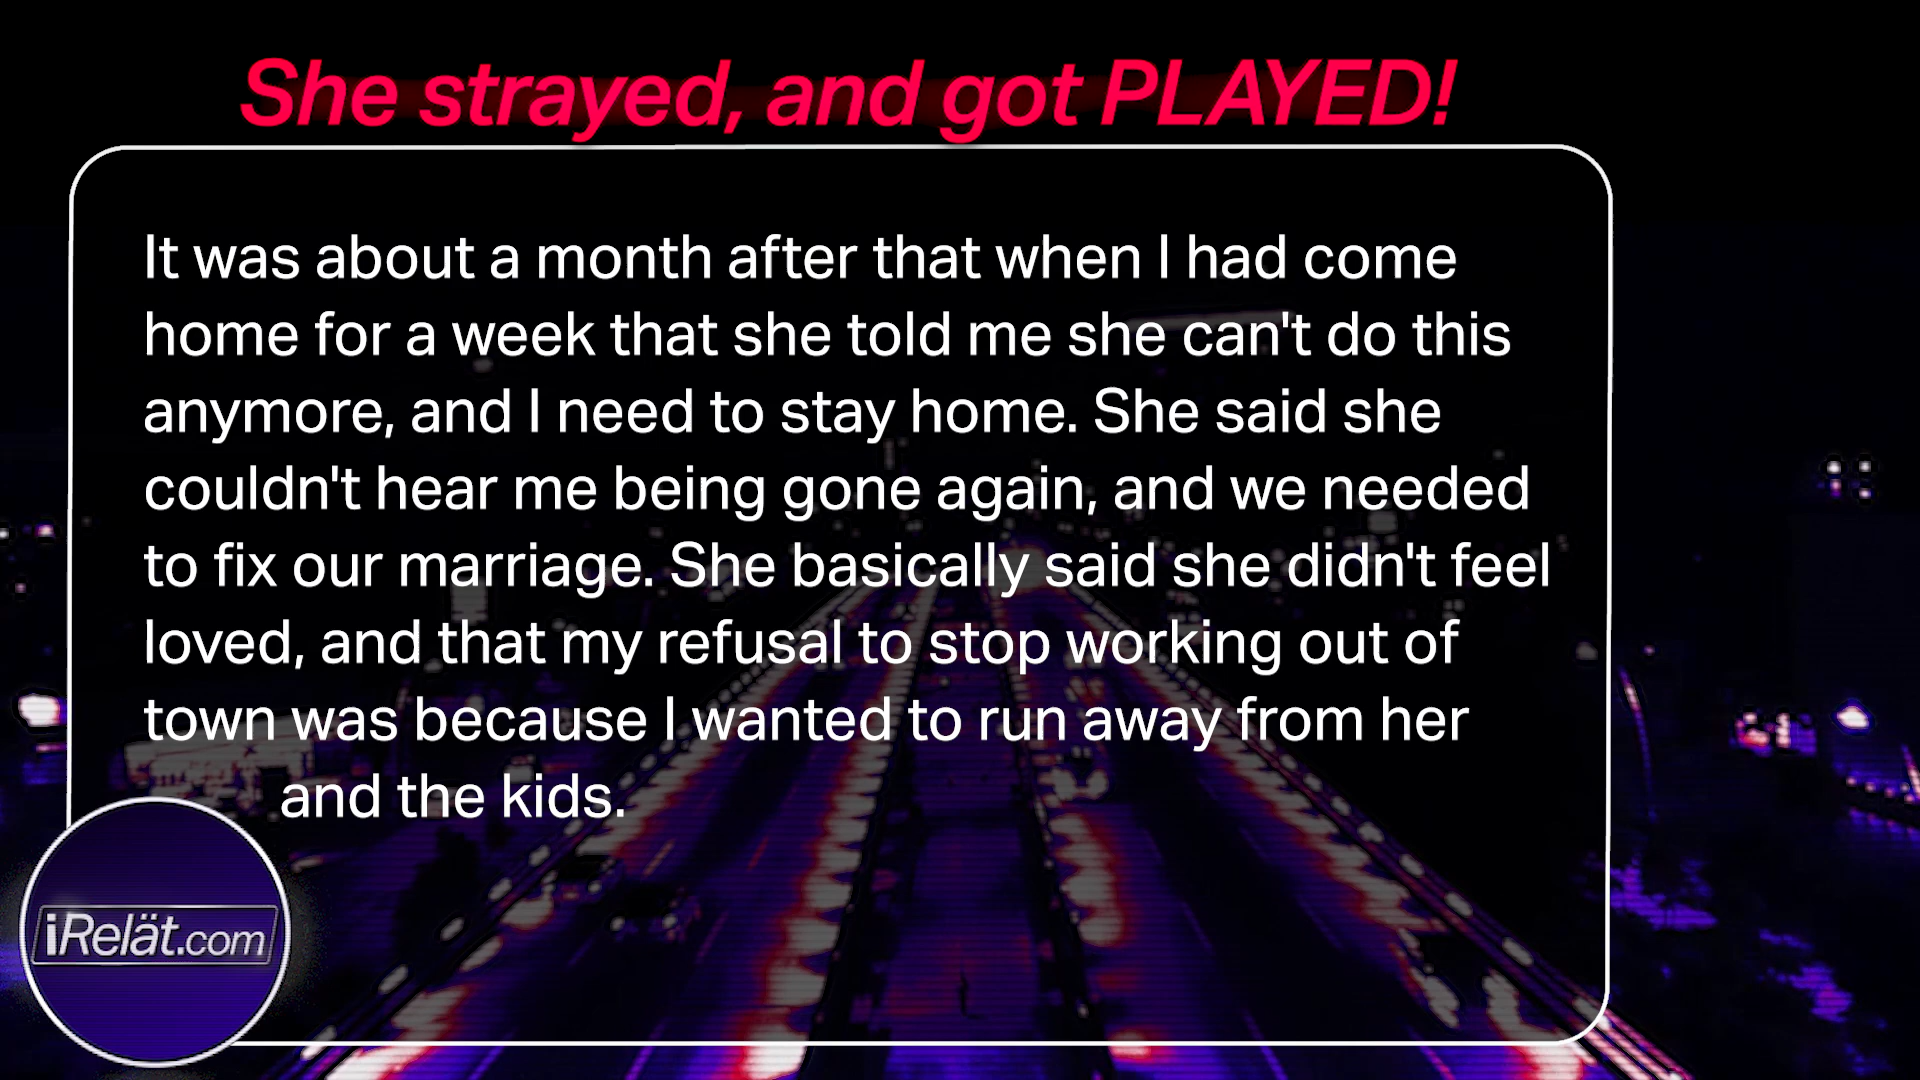 She strayed, and got PLAYED!
It was about a month after that when I had come
home for a week that she told me she can't do this
anymore, and I need to stay home. She said she
couldn't hear me being gone again, and we needed
to fix our marriage. She basically said she didn't feel
loved, and that my refusal to stop working out of
town was because I wanted to run away from her
and the kids.
iRelät.com